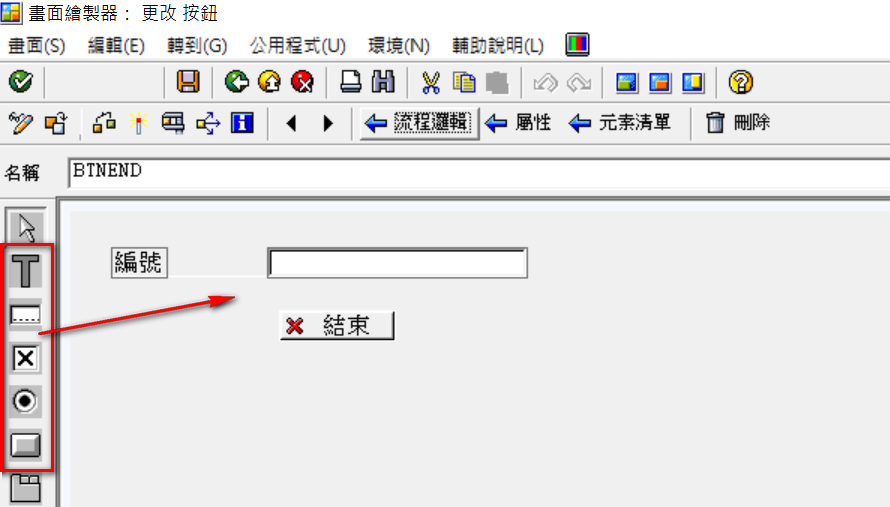 畫面繪製器： 更改 按鈕
畫面(S) 編輯(E) 轉到(G) 公用程式(U) 環境(N) 輔助說明(L)
流程邏輯 屬性 元素清單 刪除
名稱 BTNEND
T
編號
結束